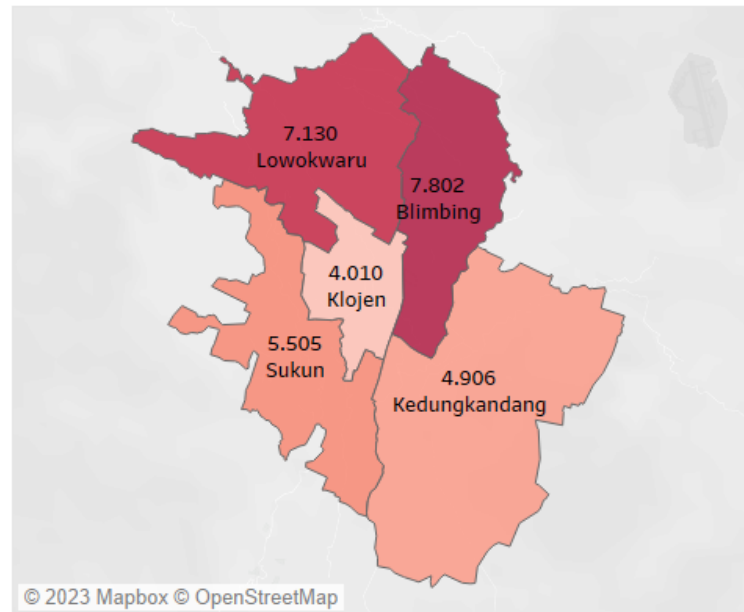 7.130
Lowokwaru
7.802
Blimbing
4.010
Klojen
5.505
Sukun
4.906
Kedungkandang
© 2023 Mapbox © OpenStreetMap